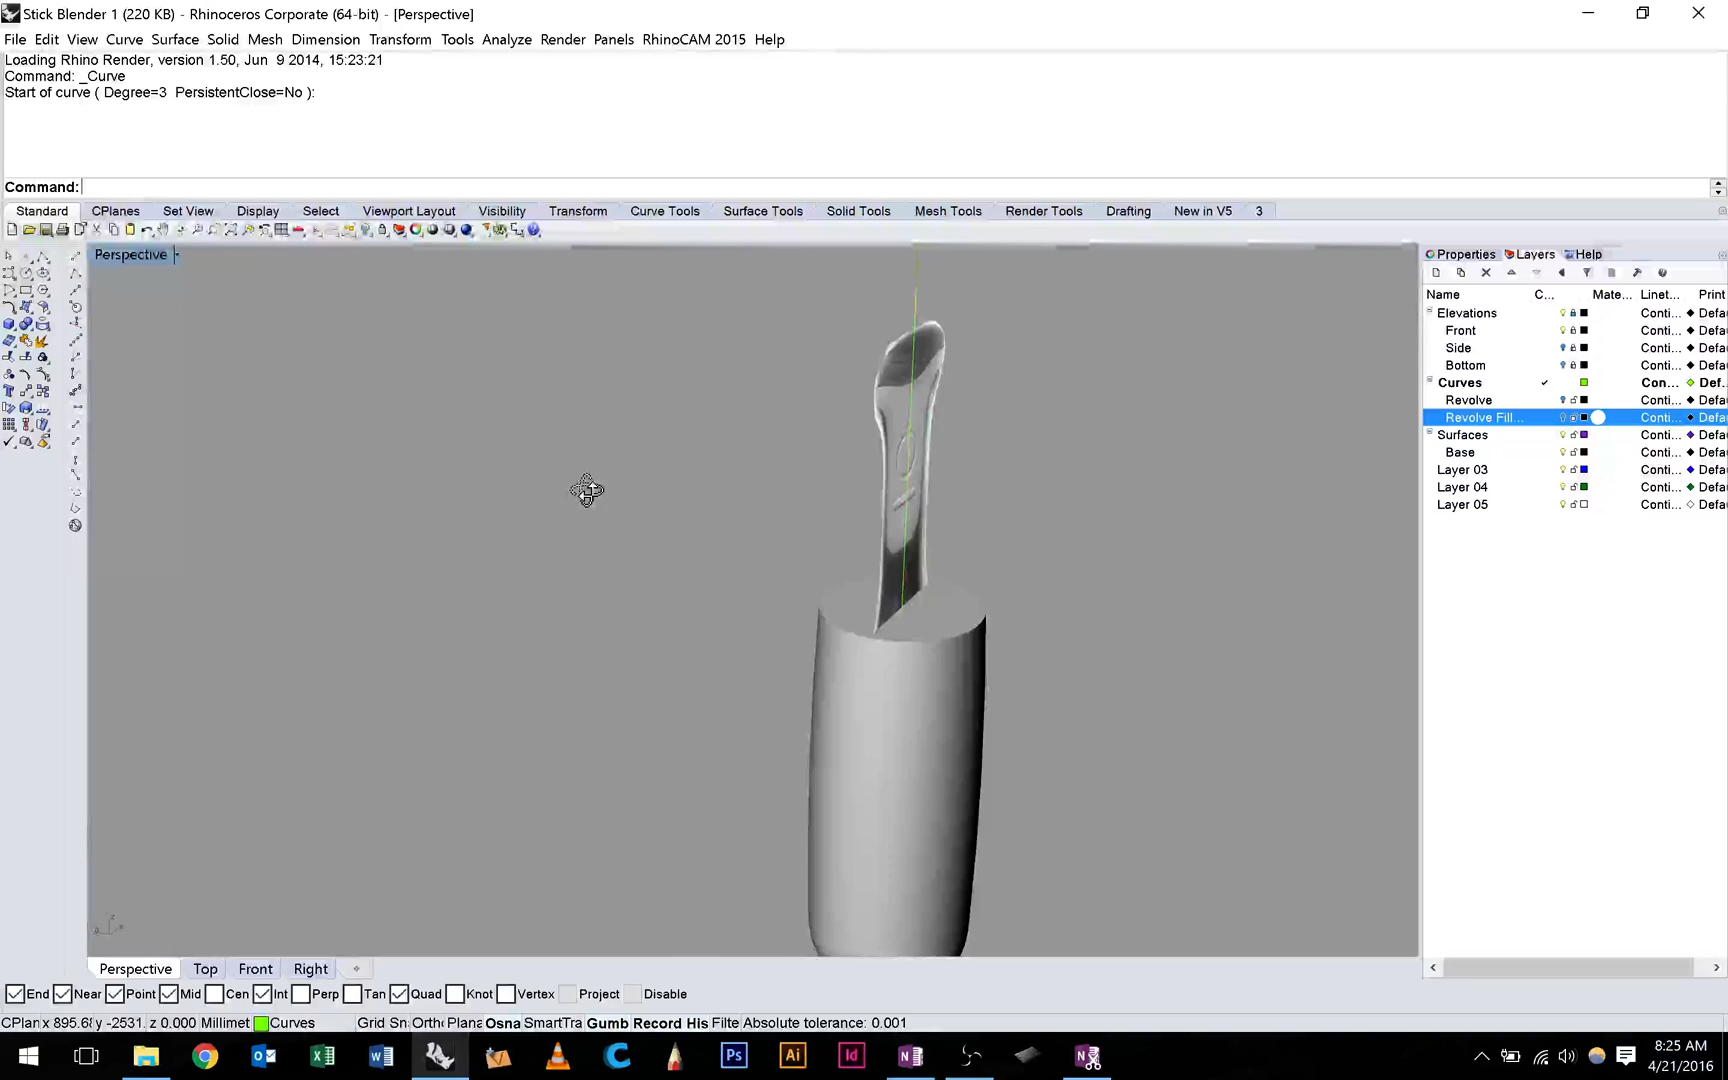 Stick Blender 1 (220 KB) - Rhinoceros Corporate (64-bit) - [Perspective]
File Edit View Curve Surface Solid Mesh Dimension Transform Tools Analyze Render Panels RhinoCAM 2015 Help
Loading Rhino Render, version 1.50, Jun 9 2014, 15:23:21
Command: _Curve
Start of curve ( Degree=3 PersistentClose=No ):
Command:
Standard CPlanes Set View Display Select Viewport Layout Visibility Transform Curve Tools Surface Tools Solid Tools Mesh Tools Render Tools Drafting New in V5 3
Perspective
Properties Layers Help
Name C... Mate... Linet... Print
Elevations Conti... Defa
Front Conti... Defa
Side Conti... Defa
Bottom Conti... Defa
Curves Con... Def.
Revolve Conti... Defa
Revolve Fill... Conti... Defa
Surfaces Conti... Defa
Base Conti... Defa
Layer 03 Conti... Defa
Layer 04 Conti... Defa
Layer 05 Conti... Defa
Perspective Top Front Right
End Near Point Mid Cen Int Perp Tan Quad Knot Vertex Project Disable
CPlan x 895.68 y -2531. z 0.000 Millimet Curves Grid Sn Ortho Plana Osna SmartTra Gumb Record His Filte Absolute tolerance: 0.001
8:25 AM
4/21/2016